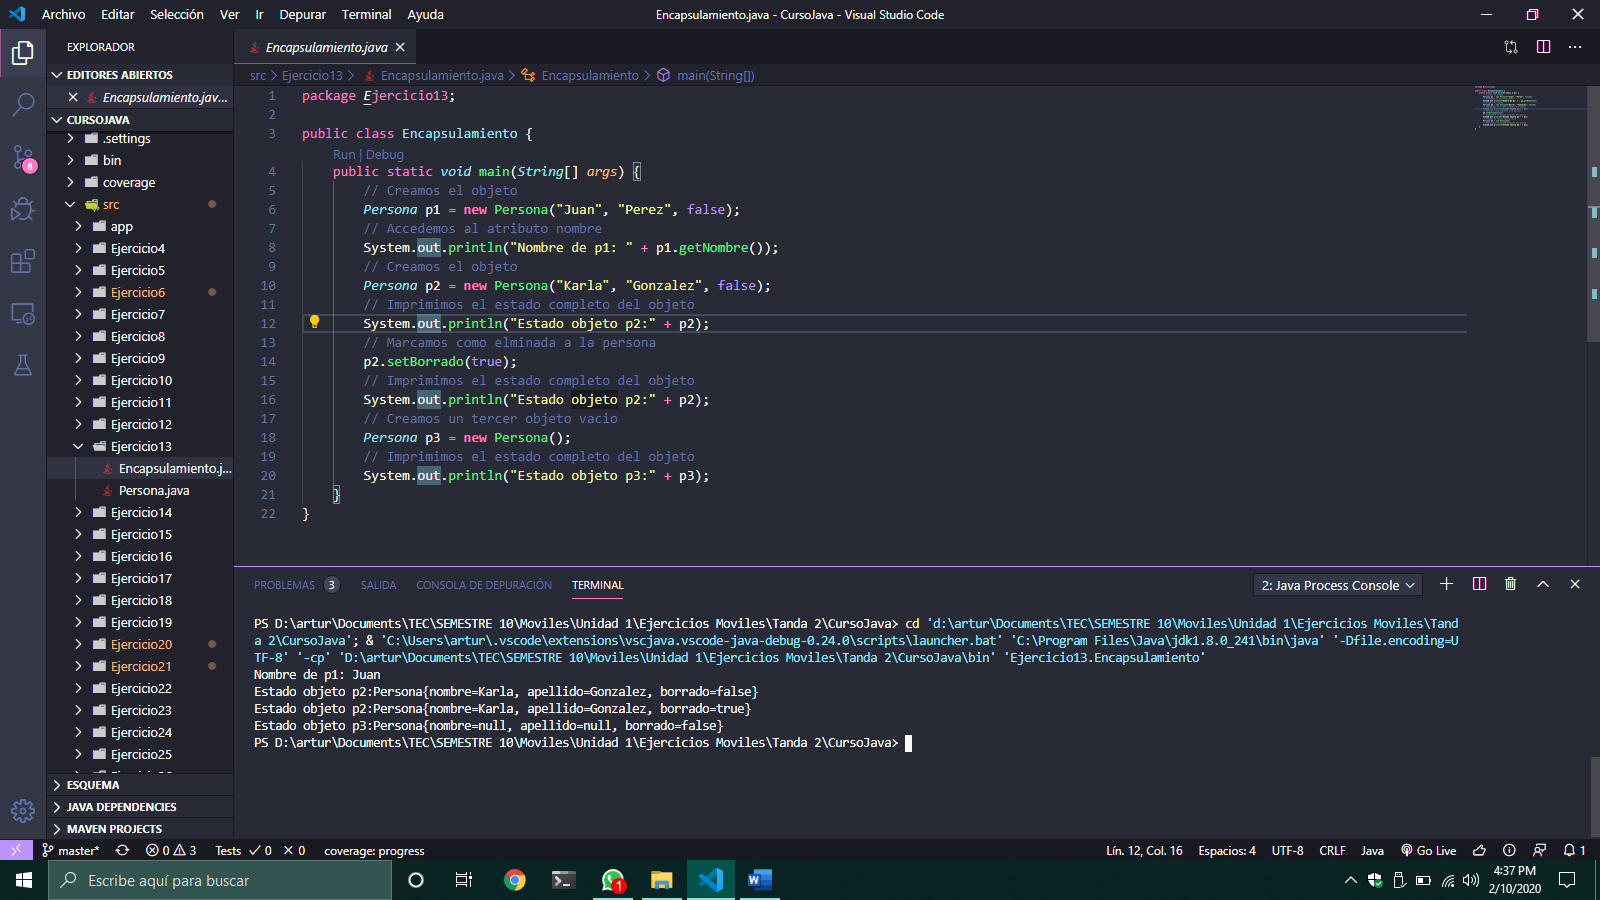 Archivo Editar Selección Ver Ir Depurar Terminal Ayuda
Encapsulamiento.java - CursoJava - Visual Studio Code
EXPLORADOR
EDITORES ABIERTOS
Encapsulamiento.jav...
CURSOJAVA
.settings
bin
coverage
src
app
Ejercicio4
Ejercicio5
Ejercicio6
Ejercicio7
Ejercicio8
Ejercicio9
Ejercicio10
Ejercicio11
Ejercicio12
Ejercicio13
Encapsulamiento.j...
Persona.java
Ejercicio14
Ejercicio15
Ejercicio16
Ejercicio17
Ejercicio18
Ejercicio19
Ejercicio20
Ejercicio21
Ejercicio22
Ejercicio23
Ejercicio24
Ejercicio25
ESQUEMA
JAVA DEPENDENCIES
MAVEN PROJECTS
8
Encapsulamiento.java
src > Ejercicio13 > Encapsulamiento.java > Encapsulamiento > main(String[])
1 package Ejercicio13;
2
3 public class Encapsulamiento {
Run | Debug
4 public static void main(String[] args) {
5 // Creamos el objeto
6 Persona p1 = new Persona("Juan", "Perez", false);
7 // Accedemos al atributo nombre
8 System.out.println("Nombre de p1: " + p1.getNombre());
9 // Creamos el objeto
10 Persona p2 = new Persona("Karla", "Gonzalez", false);
11 // Imprimimos el estado completo del objeto
12 System.out.println("Estado objeto p2:" + p2);
13 // Marcamos como elminada a la persona
14 p2.setBorrado(true);
15 // Imprimimos el estado completo del objeto
16 System.out.println("Estado objeto p2:" + p2);
17 // Creamos un tercer objeto vacio
18 Persona p3 = new Persona();
19 // Imprimimos el estado completo del objeto
20 System.out.println("Estado objeto p3:" + p3);
21 }
22 }
PROBLEMAS 3 SALIDA CONSOLA DE DEPURACIÓN TERMINAL
2: Java Process Console
PS D:\artur\Documents\TEC\SEMESTRE 10\Moviles\Unidad 1\Ejercicios Moviles\Tanda 2\CursoJava> cd 'd:\artur\Documents\TEC\SEMESTRE 10\Moviles\Unidad 1\Ejercicios Moviles\Tand
a 2\CursoJava'; & 'C:\Users\artur\.vscode\extensions\vscjava.vscode-java-debug-0.24.0\scripts\launcher.bat' 'C:\Program Files\Java\jdk1.8.0_241\bin\java' '-Dfile.encoding=U
TF-8' '-cp' 'D:\artur\Documents\TEC\SEMESTRE 10\Moviles\Unidad 1\Ejercicios Moviles\Tanda 2\CursoJava\bin' 'Ejercicio13.Encapsulamiento'
Nombre de p1: Juan
Estado objeto p2:Persona{nombre=Karla, apellido=Gonzalez, borrado=false}
Estado objeto p2:Persona{nombre=Karla, apellido=Gonzalez, borrado=true}
Estado objeto p3:Persona{nombre=null, apellido=null, borrado=false}
PS D:\artur\Documents\TEC\SEMESTRE 10\Moviles\Unidad 1\Ejercicios Moviles\Tanda 2\CursoJava>
master* 0 3 Tests 0 0 coverage: progress
Lín. 12, Col. 16 Espacios: 4 UTF-8 CRLF Java Go Live 1
Escribe aquí para buscar
1
4:37 PM
2/10/2020